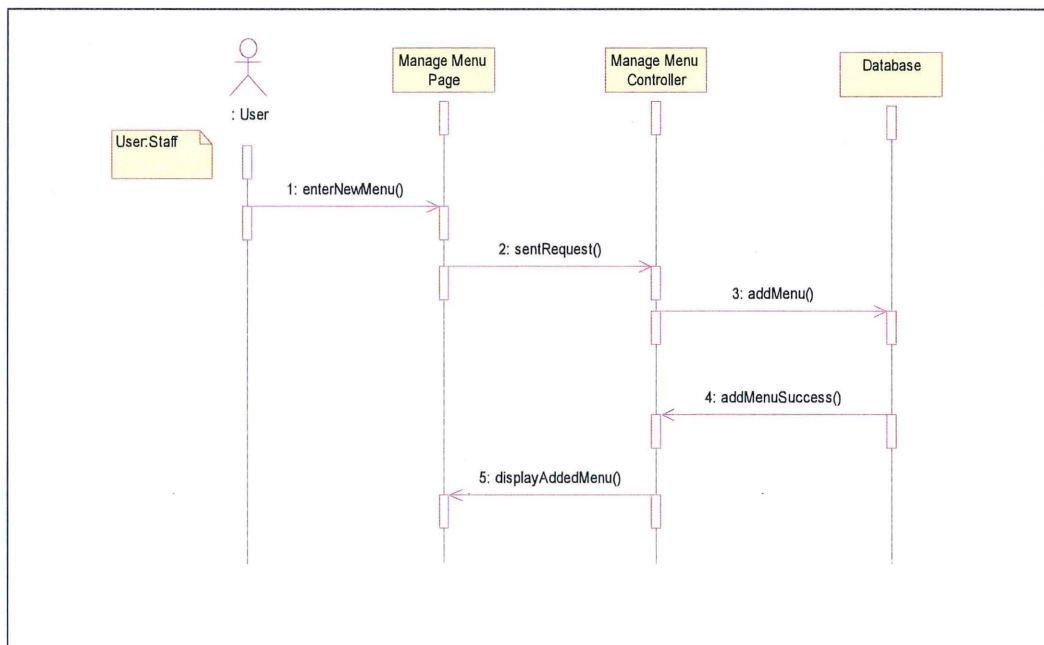 Manage Menu
Page
Manage Menu
Controller
Database
: User
User:Staff
1: enterNewMenu()
2: sentRequest()
3: addMenu()
4: addMenuSuccess()
5: displayAddedMenu()